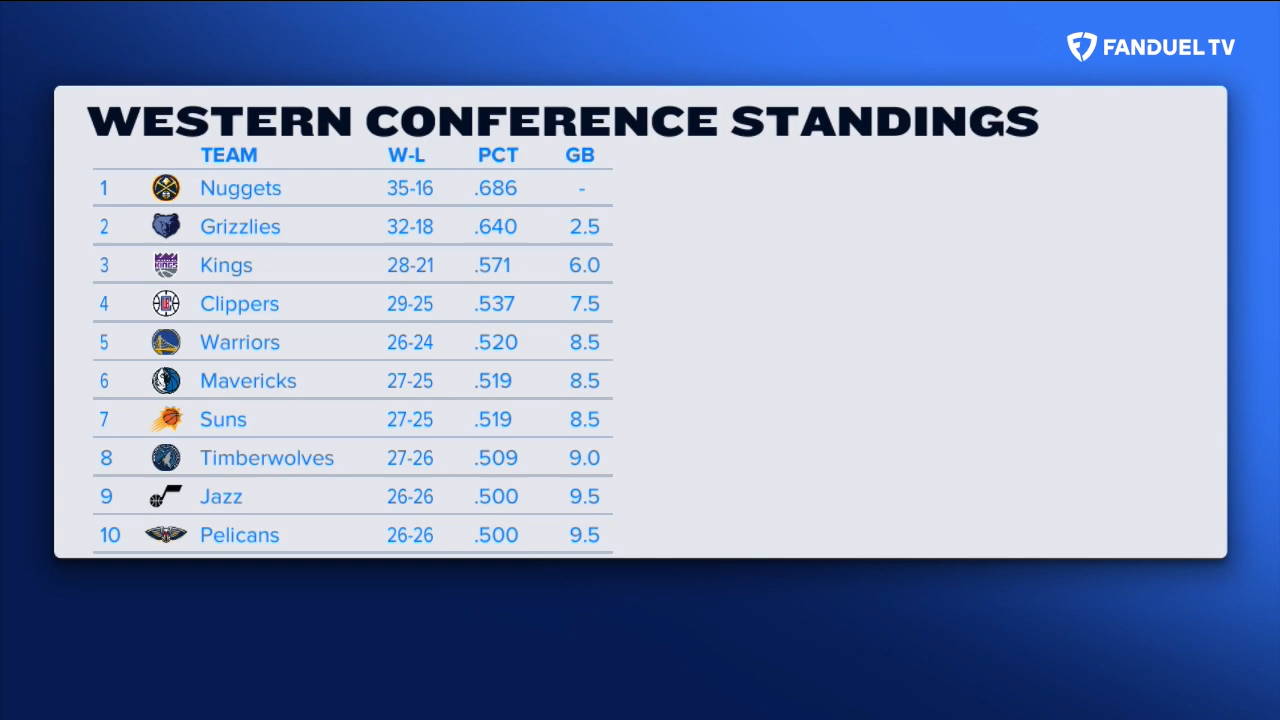 FANDUEL TV
WESTERN CONFERENCE STANDINGS
TEAM W-L PCT GB
1 Nuggets 35-16 .686 -
2 Grizzlies 32-18 .640 2.5
3 Kings 28-21 .571 6.0
4 Clippers 29-25 .537 7.5
5 Warriors 26-24 .520 8.5
6 Mavericks 27-25 .519 8.5
7 Suns 27-25 .519 8.5
8 Timberwolves 27-26 .509 9.0
9 Jazz 26-26 .500 9.5
10 Pelicans 26-26 .500 9.5